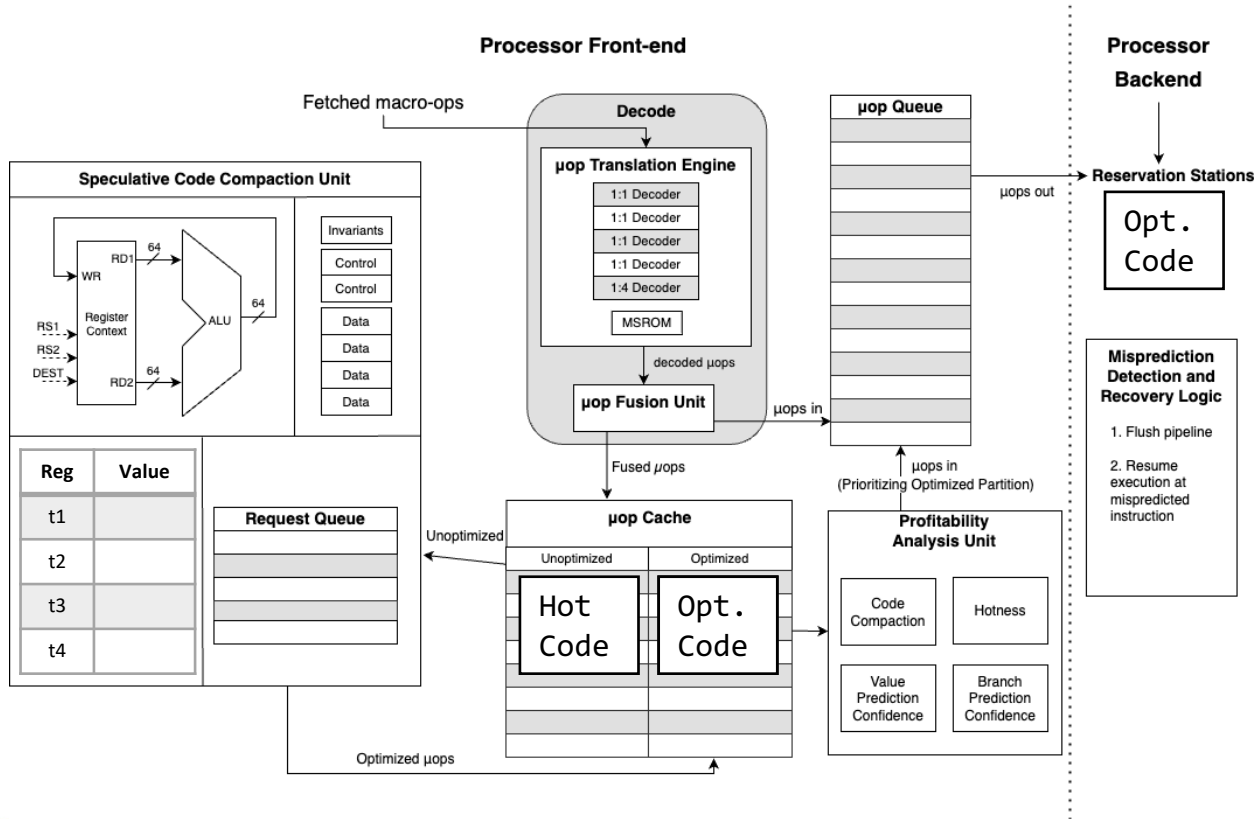 Processor Front-end
Processor
Backend
Fetched macro-ops
Decode
µop Translation Engine
1:1 Decoder
1:1 Decoder
1:1 Decoder
1:1 Decoder
1:4 Decoder
MSROM
decoded µops
µop Fusion Unit
µops in
Fused µops
µop Queue
µops out
Reservation Stations
Opt.
Code
Misprediction
Detection and
Recovery Logic
1. Flush pipeline
2. Resume
execution at
mispredicted
instruction
Speculative Code Compaction Unit
WR
RD1
64
Register
Context
RS1
RS2
DEST
RD2
64
ALU
64
Invariants
Control
Control
Data
Data
Data
Data
Reg Value
t1
t2
t3
t4
Request Queue
Unoptimized
Optimized µops
µop Cache
Unoptimized
Optimized
Hot
Code
Opt.
Code
µops in
(Prioritizing Optimized Partition)
Profitability
Analysis Unit
Code
Compaction
Hotness
Value
Prediction
Confidence
Branch
Prediction
Confidence